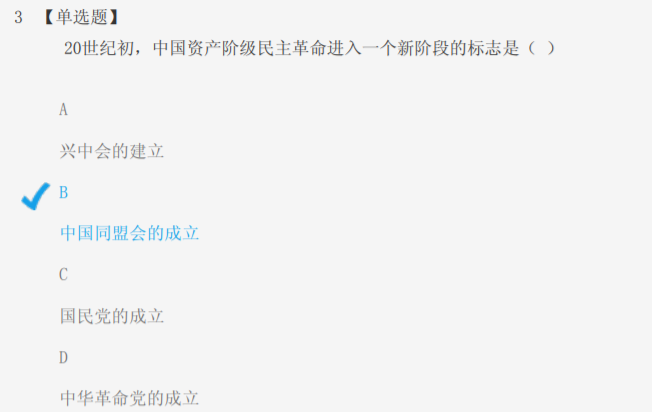 3 【单选题】
20世纪初，中国资产阶级民主革命进入一个新阶段的标志是（ ）
A
兴中会的建立
B
中国同盟会的成立
C
国民党的成立
D
中华革命党的成立